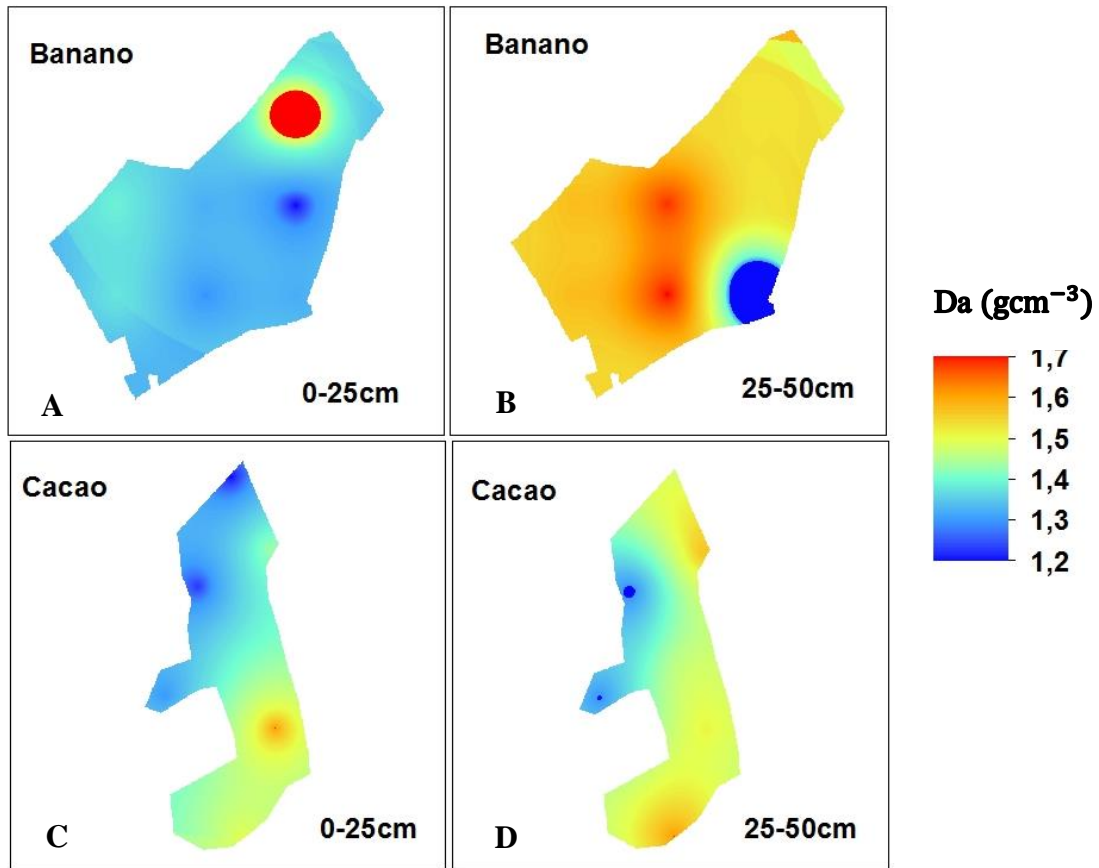 Banano
A
0-25cm
Banano
B
25-50cm
Cacao
C
0-25cm
Cacao
D
25-50cm
Da (gcm⁻³)
1,7
1,6
1,5
1,4
1,3
1,2